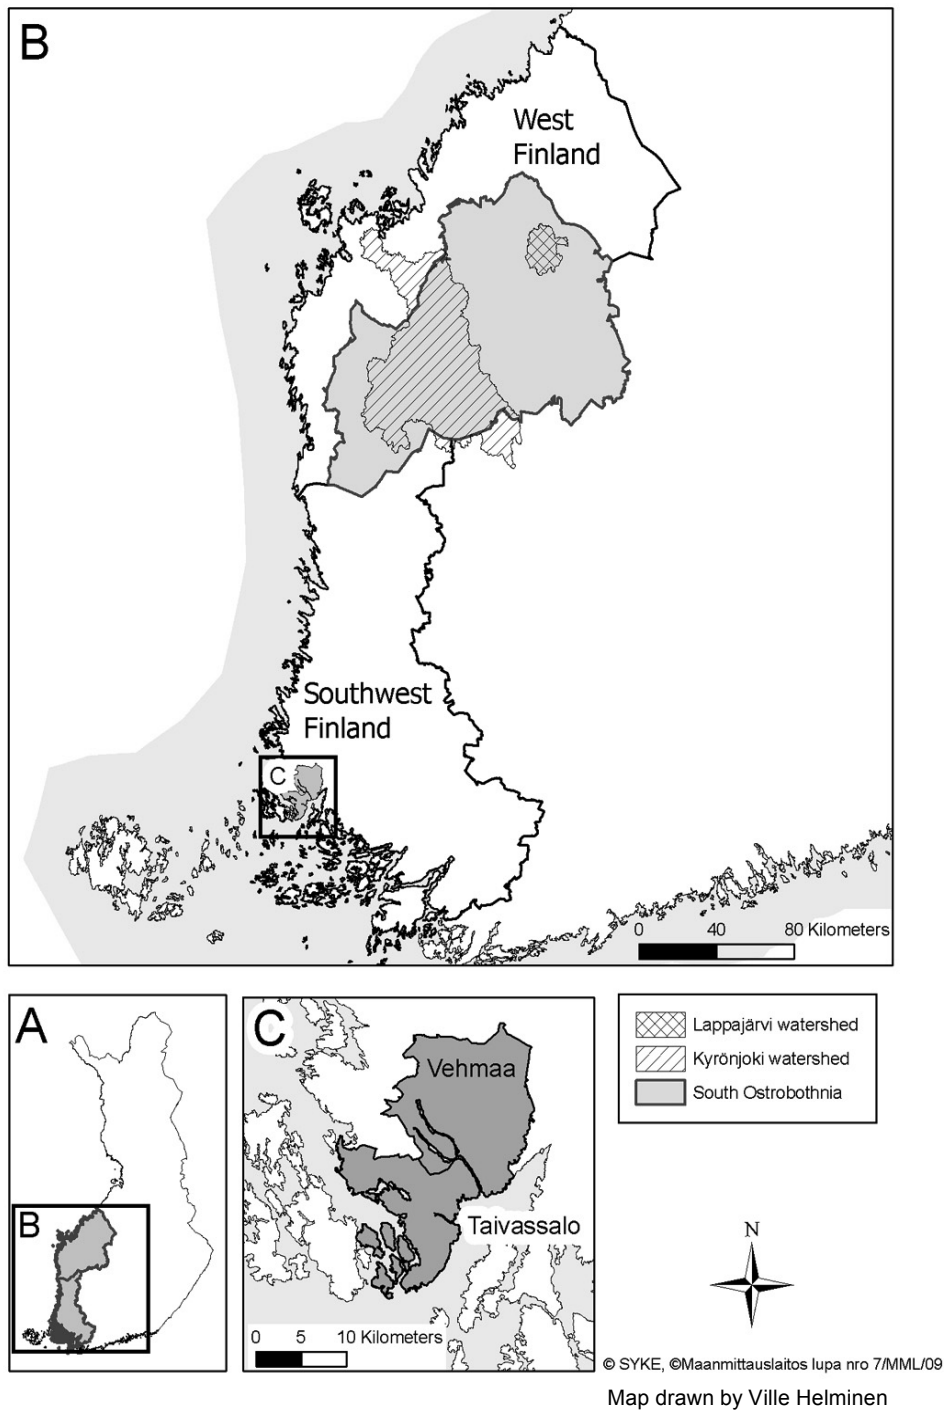 B
West
Finland
Southwest
Finland
C
0 40 80 Kilometers
A
B
C
Vehmaa
Taivassalo
0 5 10 Kilometers
Lappajärvi watershed
Kyrönjoki watershed
South Ostrobothnia
N
© SYKE, ©Maanmittauslaitos lupa nro 7/MML/09
Map drawn by Ville Helminen